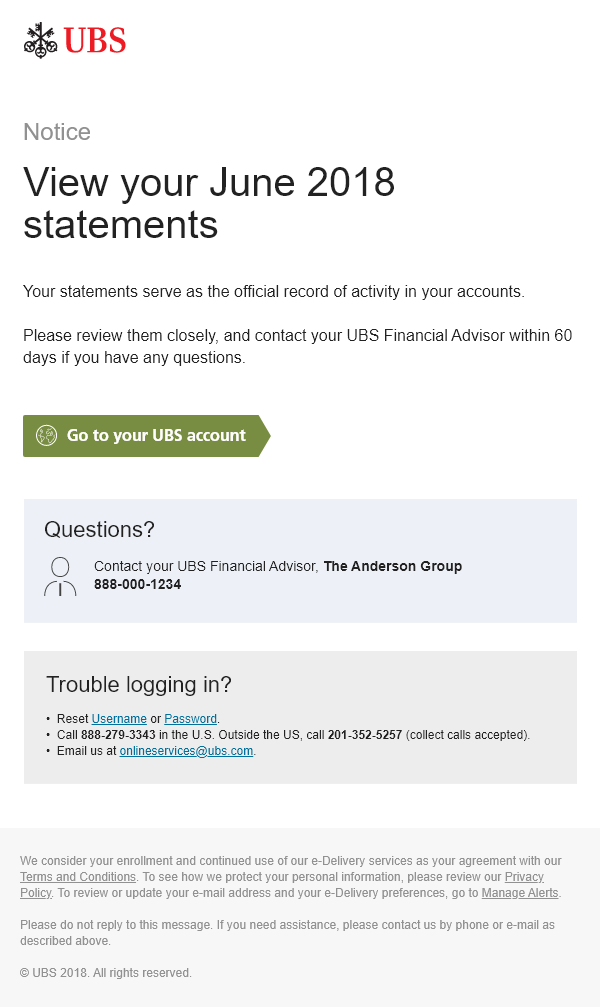 UBS
Notice
View your June 2018
statements
Your statements serve as the official record of activity in your accounts.
Please review them closely, and contact your UBS Financial Advisor within 60
days if you have any questions.
Go to your UBS account
Questions?
Contact your UBS Financial Advisor, The Anderson Group
888-000-1234
Trouble logging in?
• Reset Username or Password.
• Call 888-279-3343 in the U.S. Outside the US, call 201-352-5257 (collect calls accepted).
• Email us at onlineservices@ubs.com.
We consider your enrollment and continued use of our e-Delivery services as your agreement with our
Terms and Conditions. To see how we protect your personal information, please review our Privacy
Policy. To review or update your e-mail address and your e-Delivery preferences, go to Manage Alerts.
Please do not reply to this message. If you need assistance, please contact us by phone or e-mail as
described above.
© UBS 2018. All rights reserved.